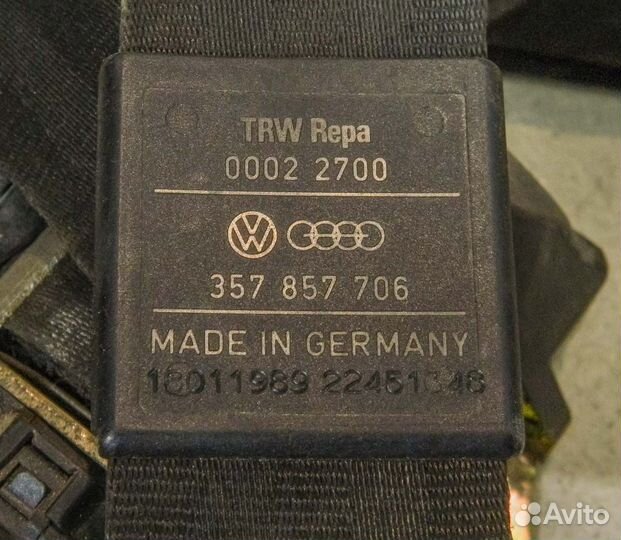 TRW Repa
0002 2700
357 857 706
MADE IN GERMANY
Avito